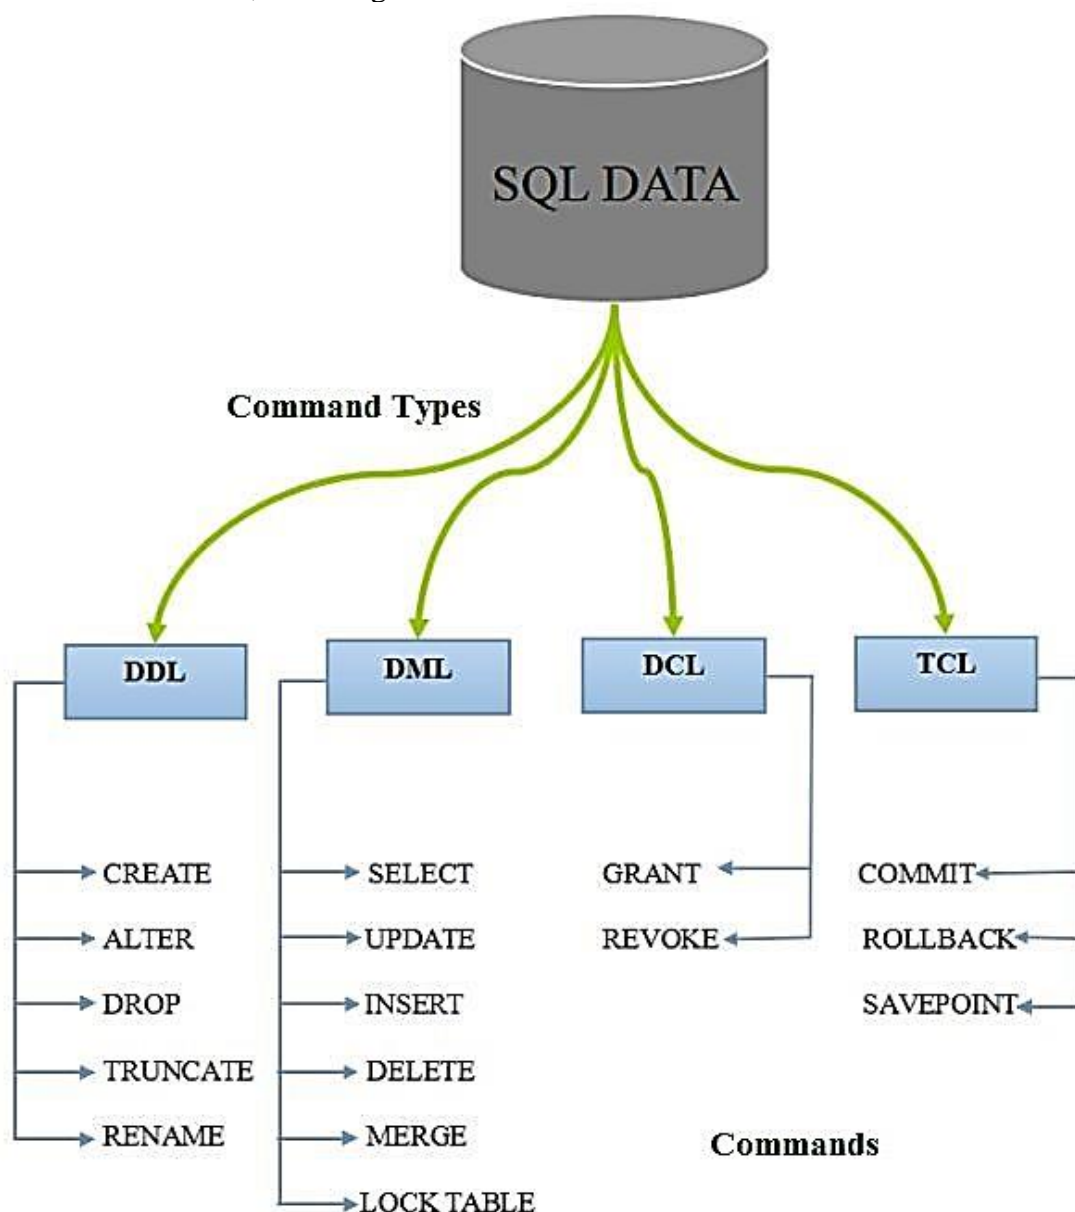 SQL DATA
Command Types
DDL
DML
DCL
TCL
CREATE
ALTER
DROP
TRUNCATE
RENAME
SELECT
UPDATE
INSERT
DELETE
MERGE
LOCK TABLE
GRANT
REVOKE
COMMIT
ROLLBACK
SAVEPOINT
Commands